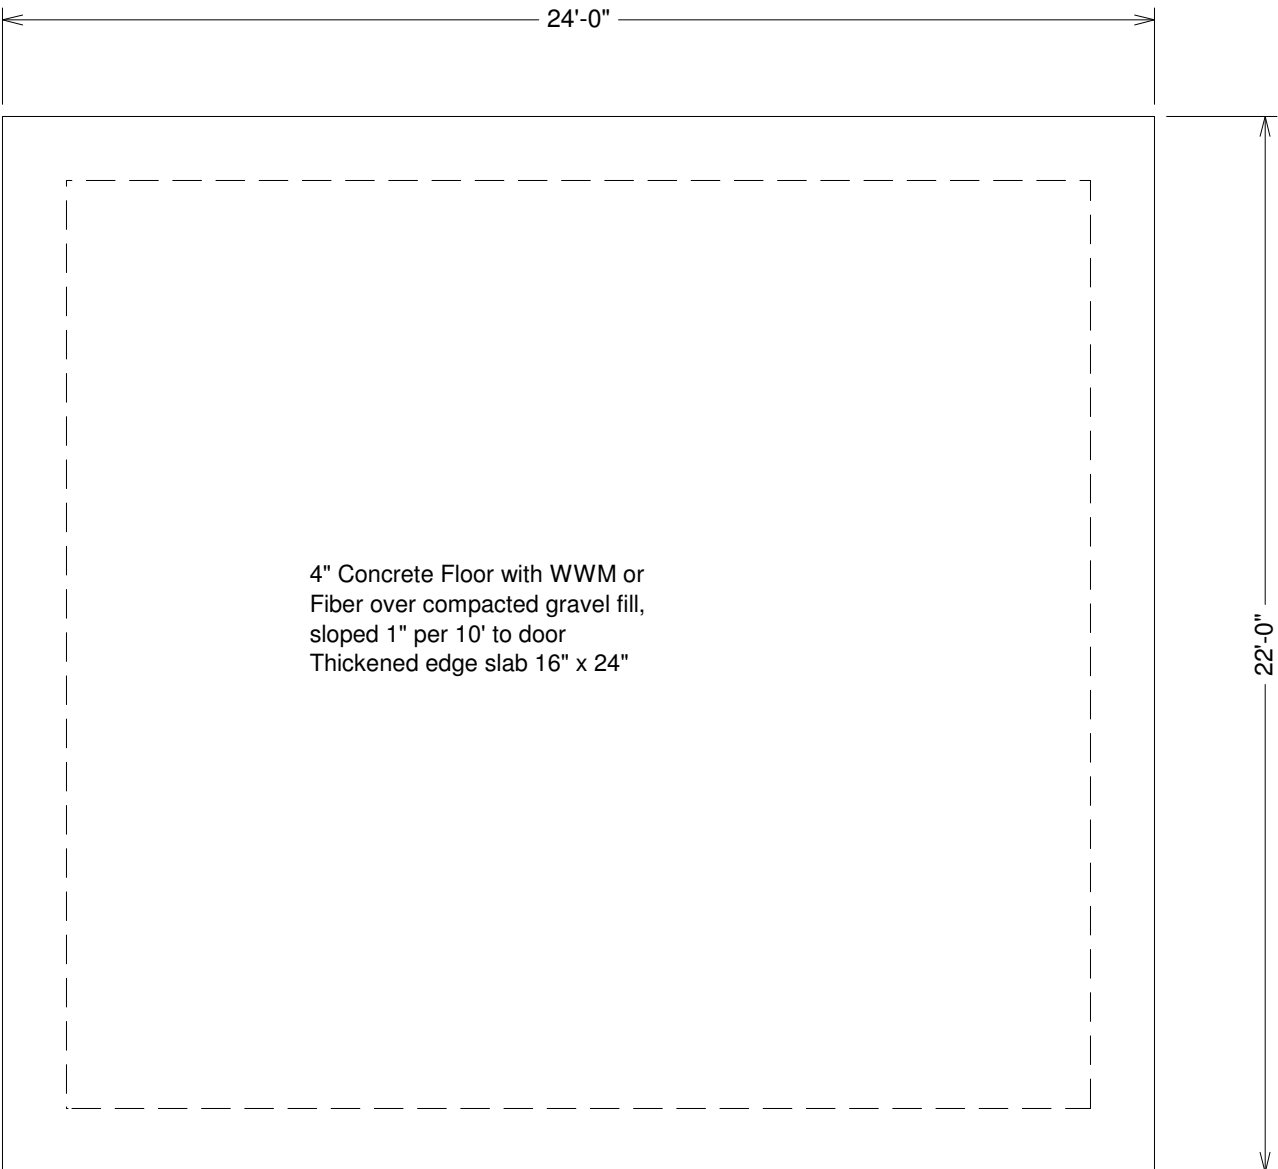 24'-0"
4" Concrete Floor with WWM or
Fiber over compacted gravel fill,
sloped 1" per 10' to door
Thickened edge slab 16" x 24"
22'-0"